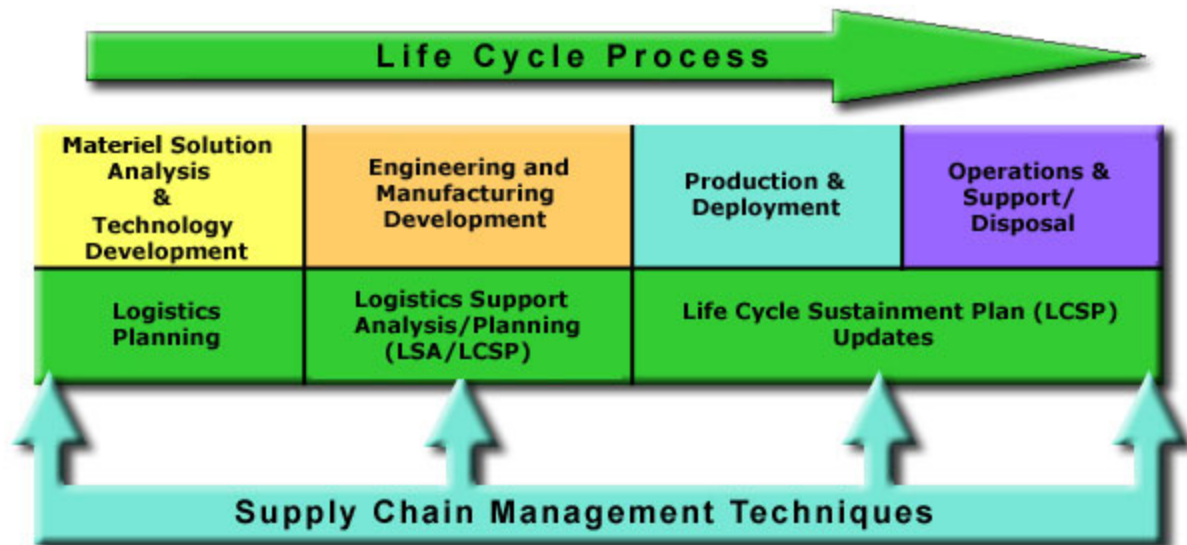 Life Cycle Process
Materiel Solution
Analysis
&
Technology
Development
Engineering and
Manufacturing
Development
Production &
Deployment
Operations &
Support/
Disposal
Logistics
Planning
Logistics Support
Analysis/Planning
(LSA/LCSP)
Life Cycle Sustainment Plan (LCSP)
Updates
Supply Chain Management Techniques